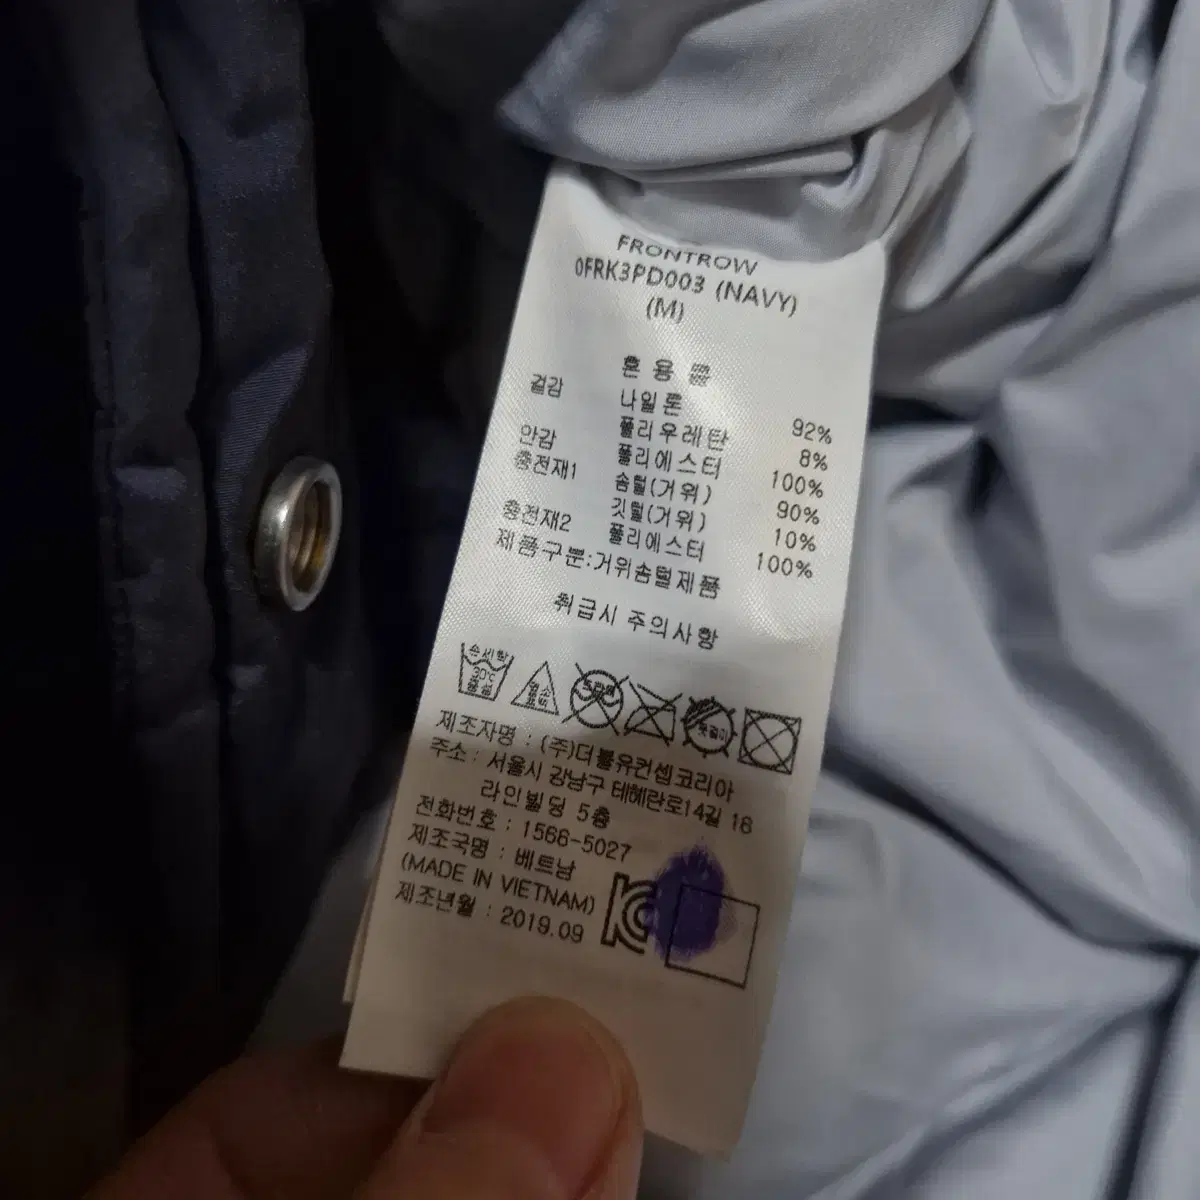 FRONTROW
0FRK3PD003 (NAVY)
(M)
혼용률
겉감 나일론 92%
폴리우레탄 8%
안감 폴리에스터 100%
충전재1 솜털(거위) 90%
깃털(거위) 10%
충전재2 폴리에스터 100%
제품구분:거위솜털제품
취급시 주의사항
손세탁
30℃
중성
제조자명 : (주)더블유컨셉코리아
주소 : 서울시 강남구 테헤란로14길 16
라인빌딩 5층
전화번호 : 1566-5027
제조국명 : 베트남
(MADE IN VIETNAM)
제조년월 : 2019.09